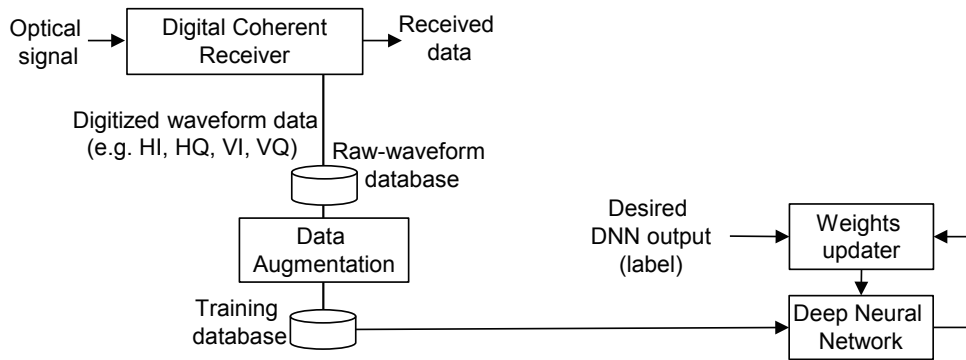 Optical
signal
Digital Coherent
Receiver
Received
data
Digitized waveform data
(e.g. HI, HQ, VI, VQ)
Raw-waveform
database
Data
Augmentation
Training
database
Desired
DNN output
(label)
Weights
updater
Deep Neural
Network